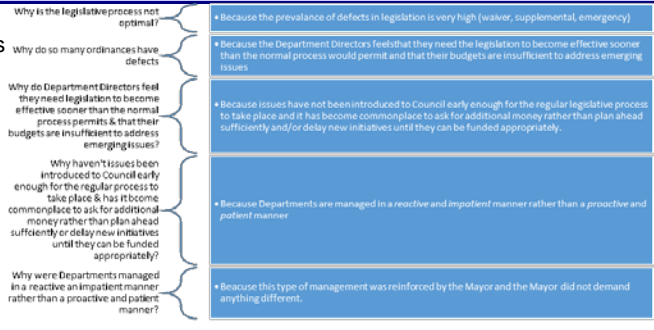 Why is the legislative process not
optimal?
• Because the prevalence of defects in legislation is very high (waiver, supplemental, emergency)
s
Why do so many ordinances have
defects
• Because the Department Directors feelsthat they need the legislation to become effective sooner
than the normal process would permit and that their budgets are insufficient to address emerging
issues
Why do Department Directors feel
they need legislation to become
effective sooner than the normal
process permits & that their
budgets are insufficient to address
emerging issues?
• Because issues have not been introduced to Council early enough for the regular legislative process
to take place and it has become commonplace to ask for additional money rather than plan ahead
sufficiently and/or delay new initiatives until they can be funded appropriately.
Why haven't issues been
introduced to Council early
enough for the regular process to
take place & has it bcome
commonplace to ask for additional
money rather than plan ahead
suffciently or delay new initiatives
until they can be funded
appropriately?
• Because Departments are managed in a reactive and impatient manner rather than a proactive and
patient manner
Why were Departments managed
in a reactive an impatient manner
rather than a proactive and patient
manner?
• Beacuse this type of management was reinforced by the Mayor and the Mayor did not demand
anything different.